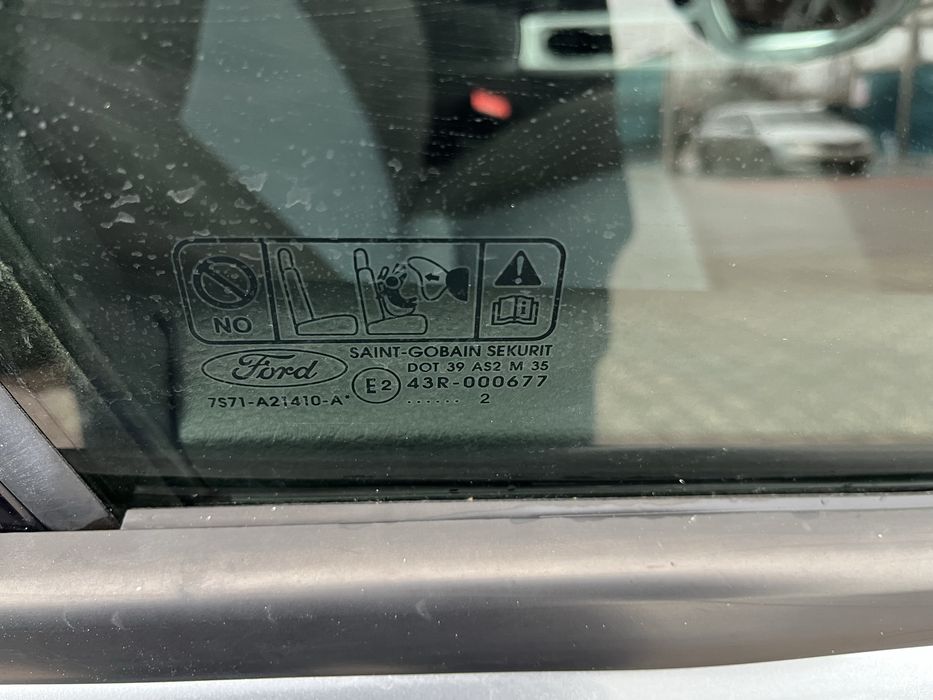 NO
Ford
SAINT-GOBAIN SEKURIT
DOT 39 AS2 M 35
E2 43R-000677
7S71-A21410-A*
...... 2